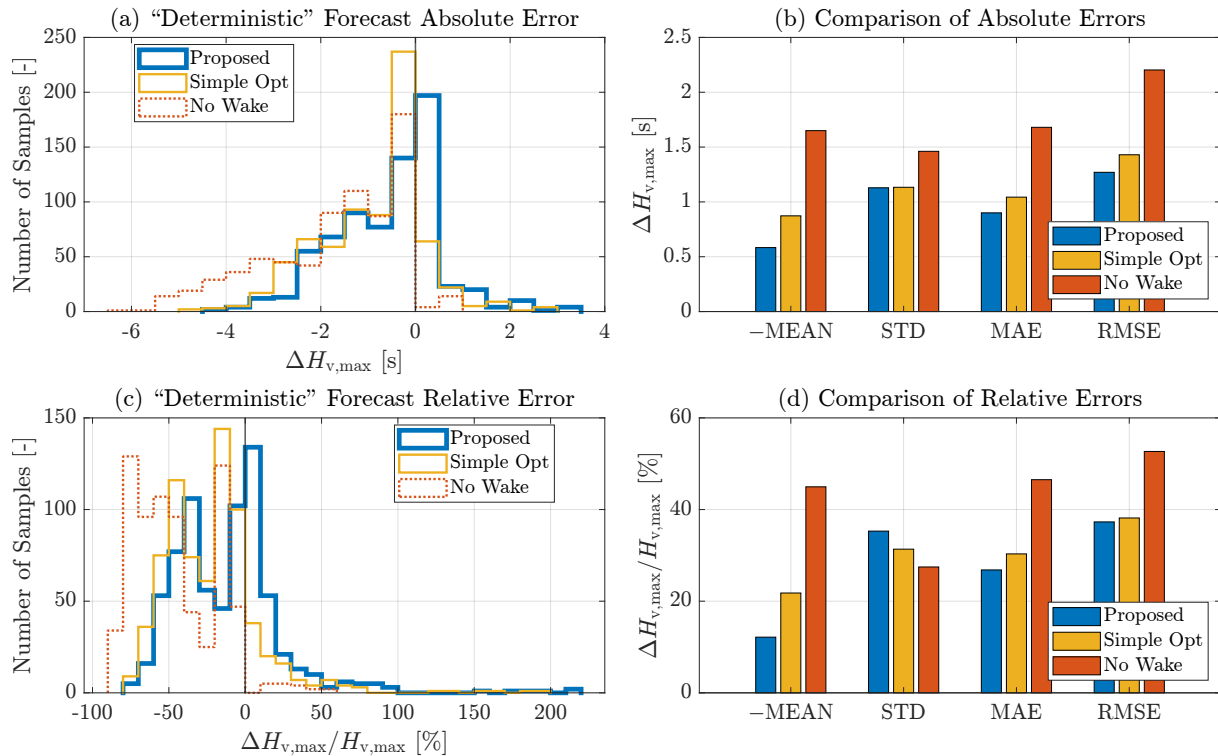 (a) “Deterministic” Forecast Absolute Error
250
200
150
100
50
0
Number of Samples [-]
Proposed
Simple Opt
No Wake
-6
-4
-2
0
2
4
ΔH_v,max [s]
(b) Comparison of Absolute Errors
2.5
2
1.5
1
0.5
0
ΔH_v,max [s]
Proposed
Simple Opt
No Wake
−MEAN
STD
MAE
RMSE
(c) “Deterministic” Forecast Relative Error
150
100
50
0
Number of Samples [-]
Proposed
Simple Opt
No Wake
-100
-50
0
50
100
150
200
ΔH_v,max/H_v,max [%]
(d) Comparison of Relative Errors
60
40
20
0
ΔH_v,max/H_v,max [%]
Proposed
Simple Opt
No Wake
−MEAN
STD
MAE
RMSE